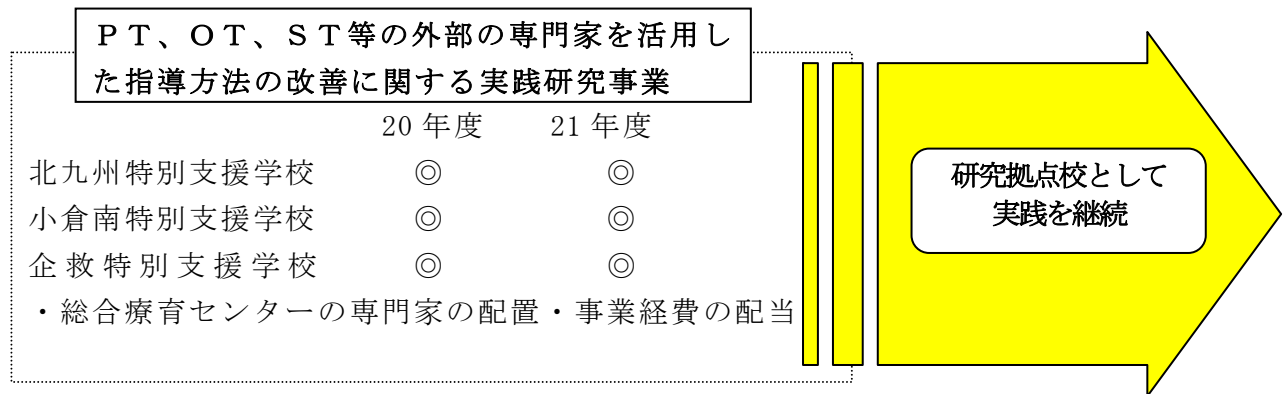 ＰＴ、ＯＴ、ＳＴ等の外部の専門家を活用し
た指導方法の改善に関する実践研究事業
20年度 21年度
北九州特別支援学校 ◎ ◎
小倉南特別支援学校 ◎ ◎
企救特別支援学校 ◎ ◎
・総合療育センターの専門家の配置・事業経費の配当
研究拠点校として
実践を継続